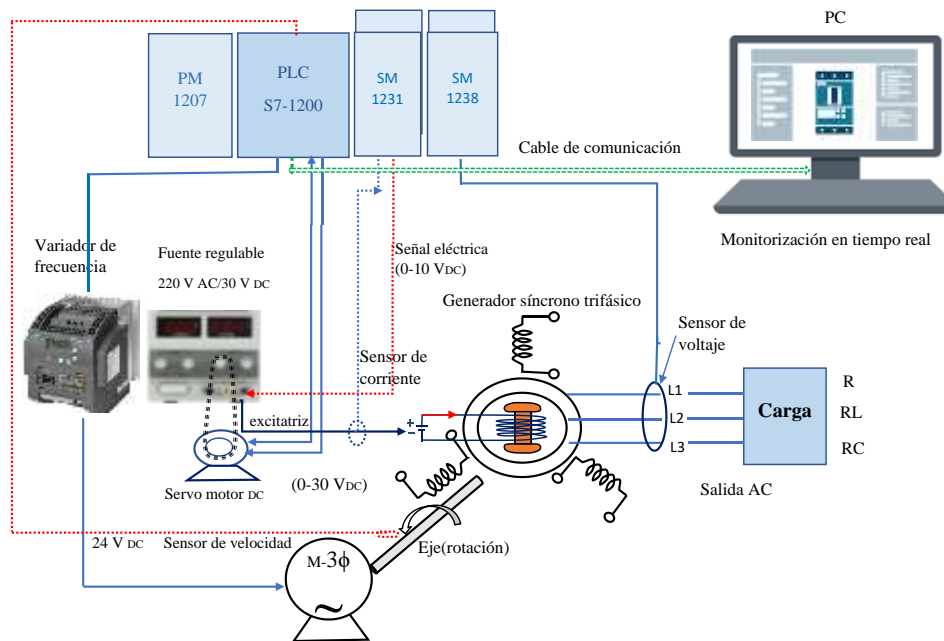 PC
PM
1207
PLC
S7-1200
SM
1231
SM
1238
Cable de comunicación
Monitorización en tiempo real
Variador de
frecuencia
Fuente regulable
220 V AC/30 V DC
Señal eléctrica
(0-10 VDC)
Generador síncrono trifásico
Sensor de
voltaje
Sensor de
corriente
excitatriz
+
-
L1
L2
L3
Carga
R
RL
RC
Servo motor DC
(0-30 VDC)
Salida AC
24 V DC
Sensor de velocidad
Eje(rotación)
M-3ϕ
~